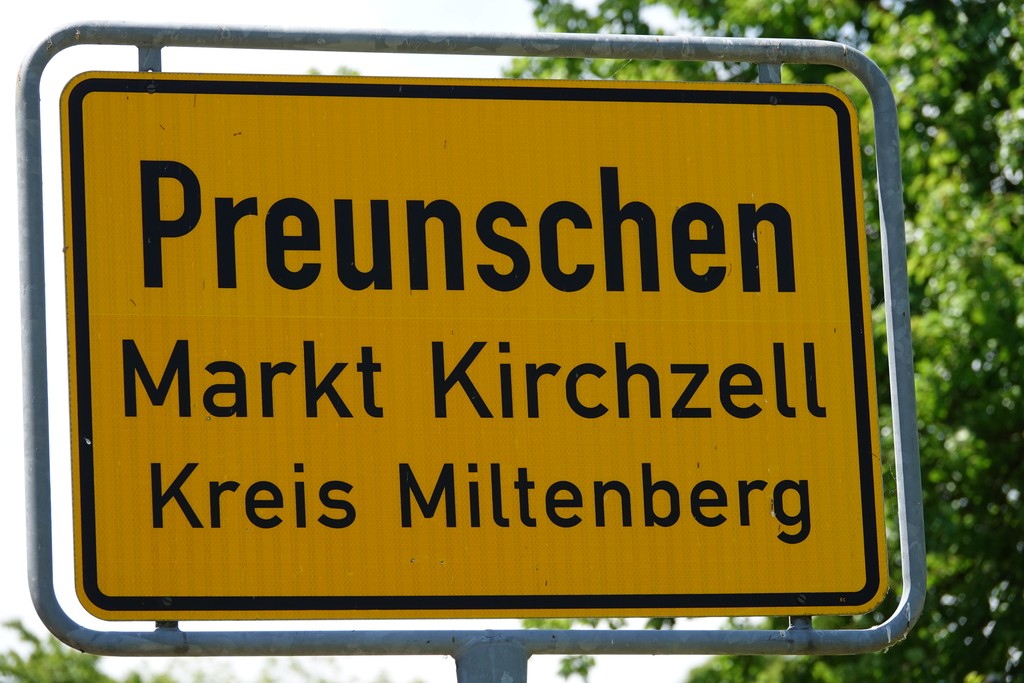 Preunschen
Markt Kirchzell
Kreis Miltenberg